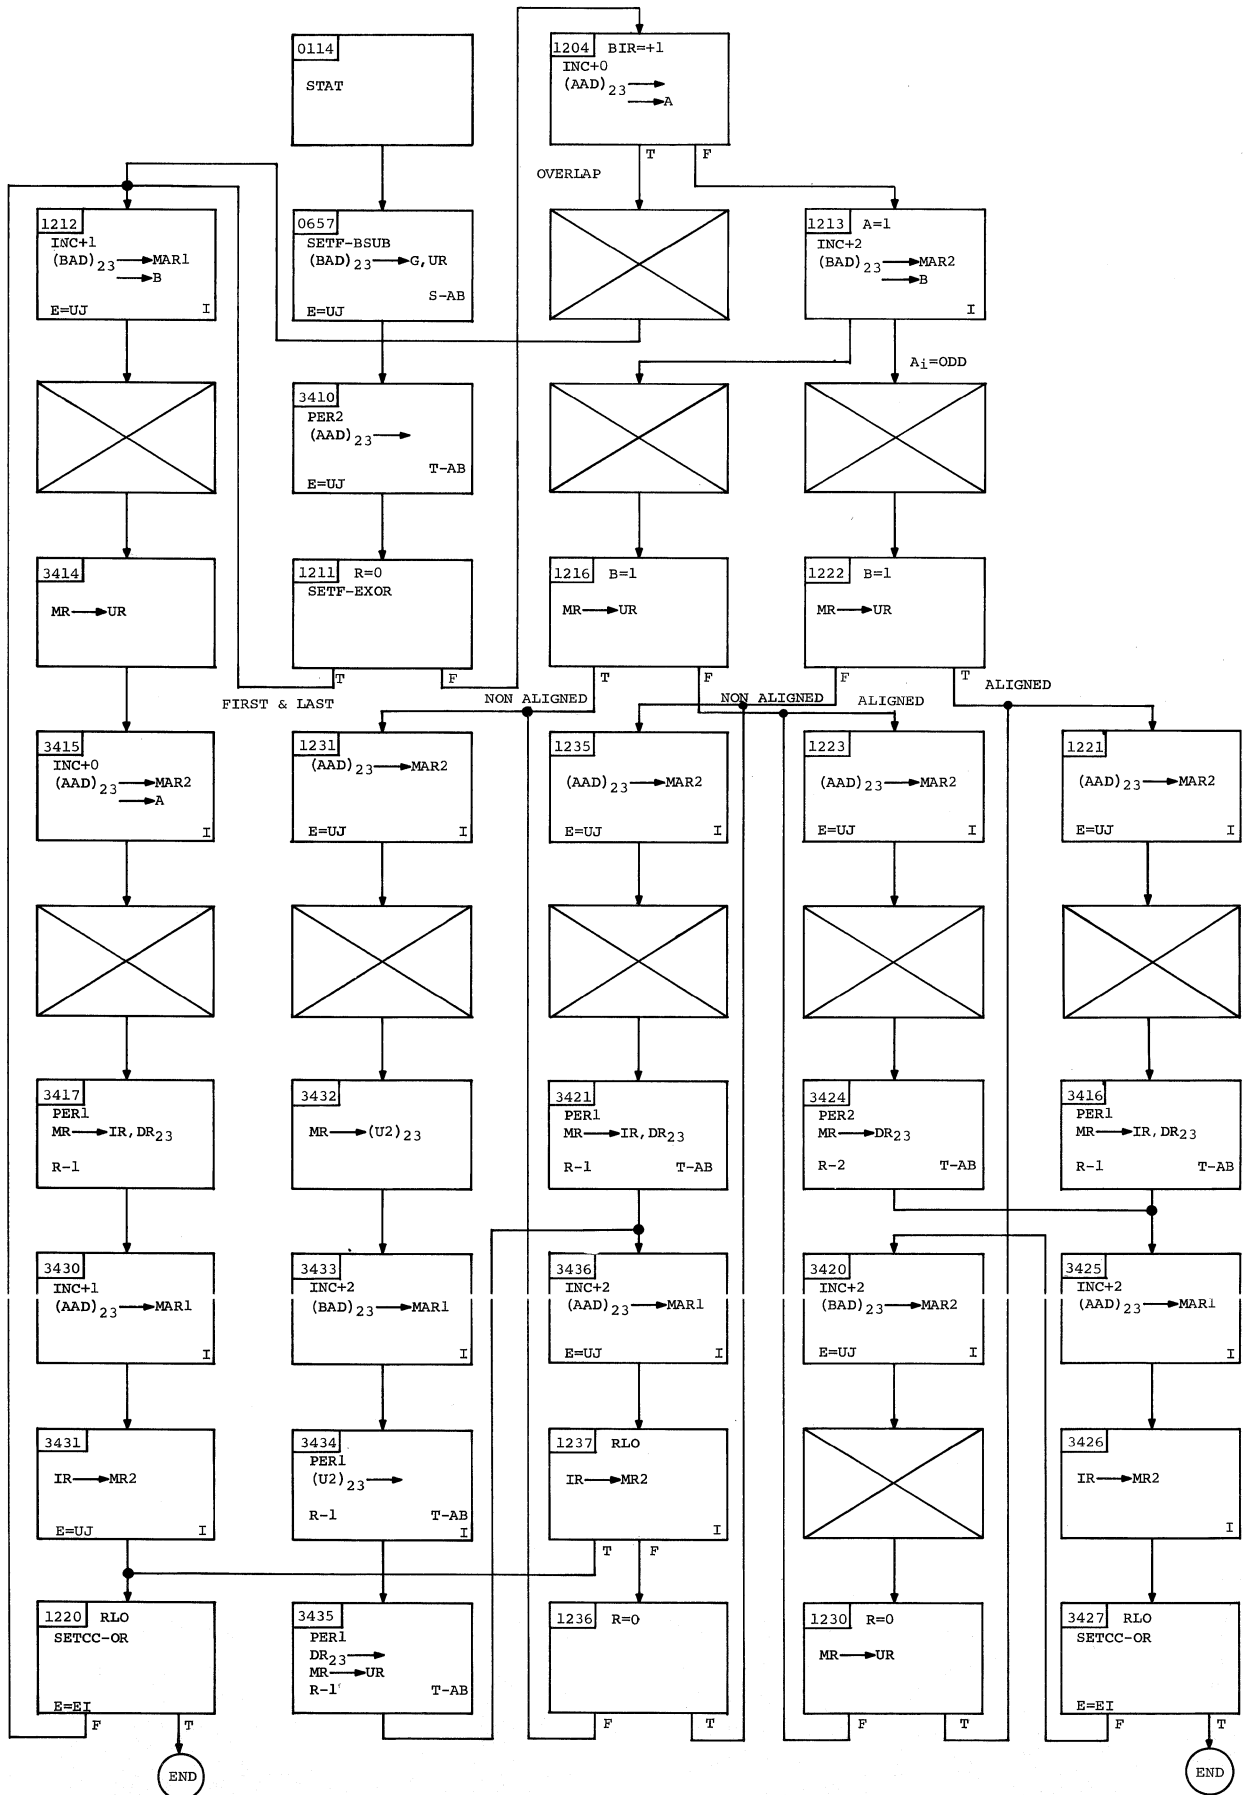 0114
STAT
1204 BIR=+1
INC+0
(AAD)23
A
T F
OVERLAP
1212
INC+1
(BAD)23 MAR1
B
E=UJ I
0657
SETF-BSUB
(BAD)23 G,UR
S-AB
E=UJ
1213 A=1
INC+2
(BAD)23 MAR2
B
I
Ai=ODD
3410
PER2
(AAD)23
T-AB
E=UJ
3414
MR UR
1211 R=0
SETF-EXOR
T F
FIRST & LAST
1216 B=1
MR UR
T F
1222 B=1
MR UR
F T
NON ALIGNED
NON ALIGNED
ALIGNED
ALIGNED
3415
INC+0
(AAD)23 MAR2
A
I
1231
(AAD)23 MAR2
E=UJ I
1235
(AAD)23 MAR2
E=UJ I
1223
(AAD)23 MAR2
E=UJ I
1221
(AAD)23 MAR2
E=UJ I
3417
PER1
MR IR,DR23
R-1
3432
MR (U2)23
3421
PER1
MR IR,DR23
R-1 T-AB
3424
PER2
MR DR23
R-2 T-AB
3416
PER1
MR IR,DR23
R-1 T-AB
3430
INC+1
(AAD)23 MAR1
I
3433
INC+2
(BAD)23 MAR1
I
3436
INC+2
(AAD)23 MAR1
E=UJ I
3420
INC+2
(BAD)23 MAR2
E=UJ I
3425
INC+2
(AAD)23 MAR1
I
3431
IR MR2
E=UJ I
3434
PER1
(U2)23
R-1 T-AB
I
1237 RLO
IR MR2
I
T F
3426
IR MR2
I
1220 RLO
SETCC-OR
E=EI
F T
END
3435
PER1
DR23
MR UR
R-1 T-AB
1236 R=0
F T
1230 R=0
MR UR
F T
3427 RLO
SETCC-OR
E=EI
F T
END